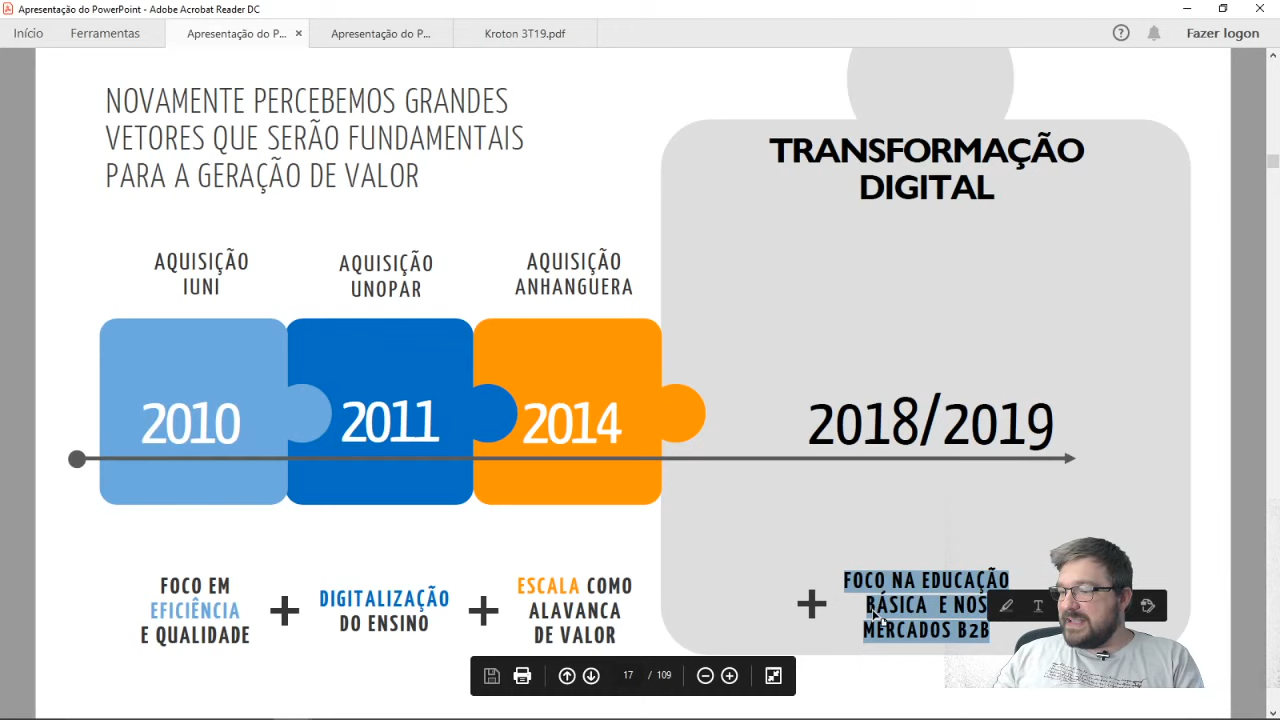 Apresentação do PowerPoint - Adobe Acrobat Reader DC
Início
Ferramentas
Apresentação do P...
×
Apresentação do P...
Kroton 3T19.pdf
Fazer logon
NOVAMENTE PERCEBEMOS GRANDES
VETORES QUE SERÃO FUNDAMENTAIS
PARA A GERAÇÃO DE VALOR
TRANSFORMAÇÃO
DIGITAL
AQUISIÇÃO
IUNI
AQUISIÇÃO
UNOPAR
AQUISIÇÃO
ANHANGUERA
2010
2011
2014
2018/2019
FOCO EM
EFICIÊNCIA
E QUALIDADE
+
DIGITALIZAÇÃO
DO ENSINO
+
ESCALA COMO
ALAVANCA
DE VALOR
+
FOCO NA EDUCAÇÃO
BÁSICA E NOS
MERCADOS B2B
17 / 109